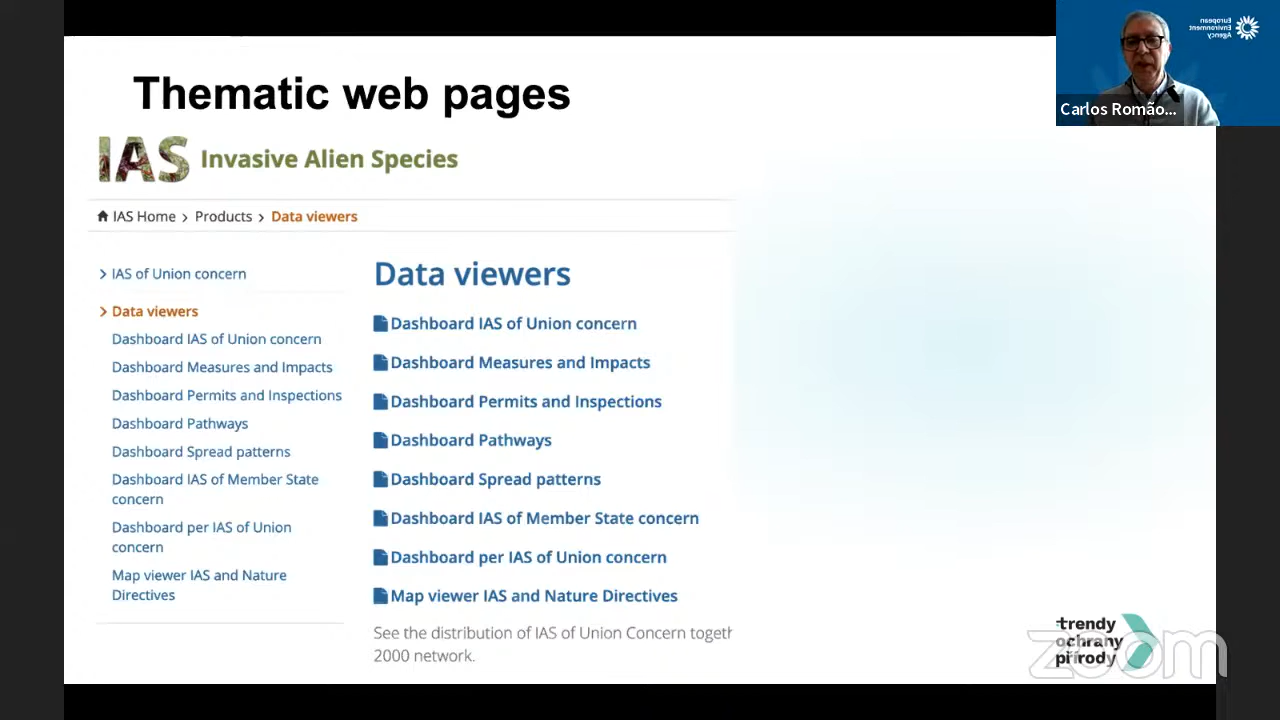 Thematic web pages
IAS Invasive Alien Species
IAS Home > Products > Data viewers
> IAS of Union concern
> Data viewers
Dashboard IAS of Union concern
Dashboard Measures and Impacts
Dashboard Permits and Inspections
Dashboard Pathways
Dashboard Spread patterns
Dashboard IAS of Member State
concern
Dashboard per IAS of Union
concern
Map viewer IAS and Nature
Directives
Data viewers
Dashboard IAS of Union concern
Dashboard Measures and Impacts
Dashboard Permits and Inspections
Dashboard Pathways
Dashboard Spread patterns
Dashboard IAS of Member State concern
Dashboard per IAS of Union concern
Map viewer IAS and Nature Directives
See the distribution of IAS of Union Concern togeth
2000 network.
European
Environment
Agency
Carlos Romão...
trendy
ochrany
přírody
zoom